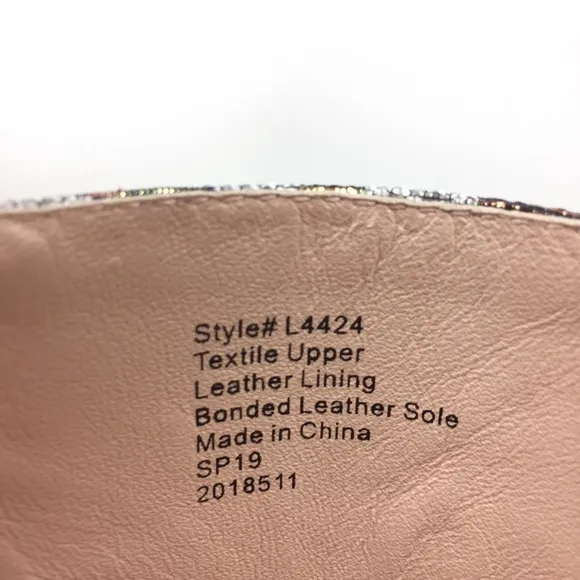 Style# L4424
Textile Upper
Leather Lining
Bonded Leather Sole
Made in China
SP19
2018511